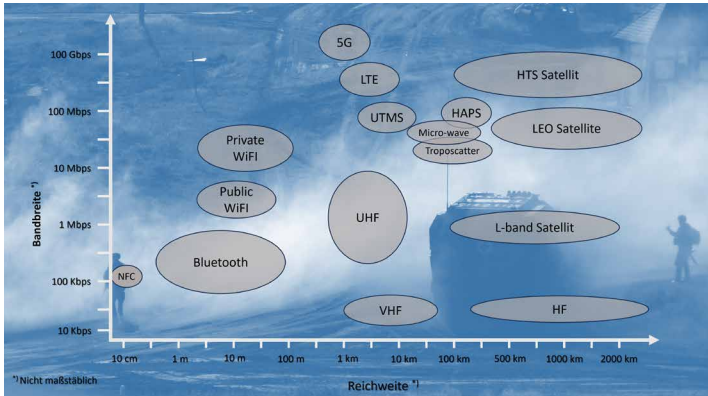 5G
100 Gbps
HTS Satellit
LTE
100 Mbps
HAPS
UTMS
LEO Satellite
Micro-wave
Private
WiFI
Troposcatter
10 Mbps
Public
WiFI
UHF
1 Mbps
L-band Satellit
Bluetooth
NFC
100 Kbps
VHF
HF
10 Kbps
Bandbreite *)
10 cm
1 m
10 m
100 m
1 km
10 km
100 km
500 km
1000 km
2000 km
*) Nicht maßstäblich
Reichweite *)